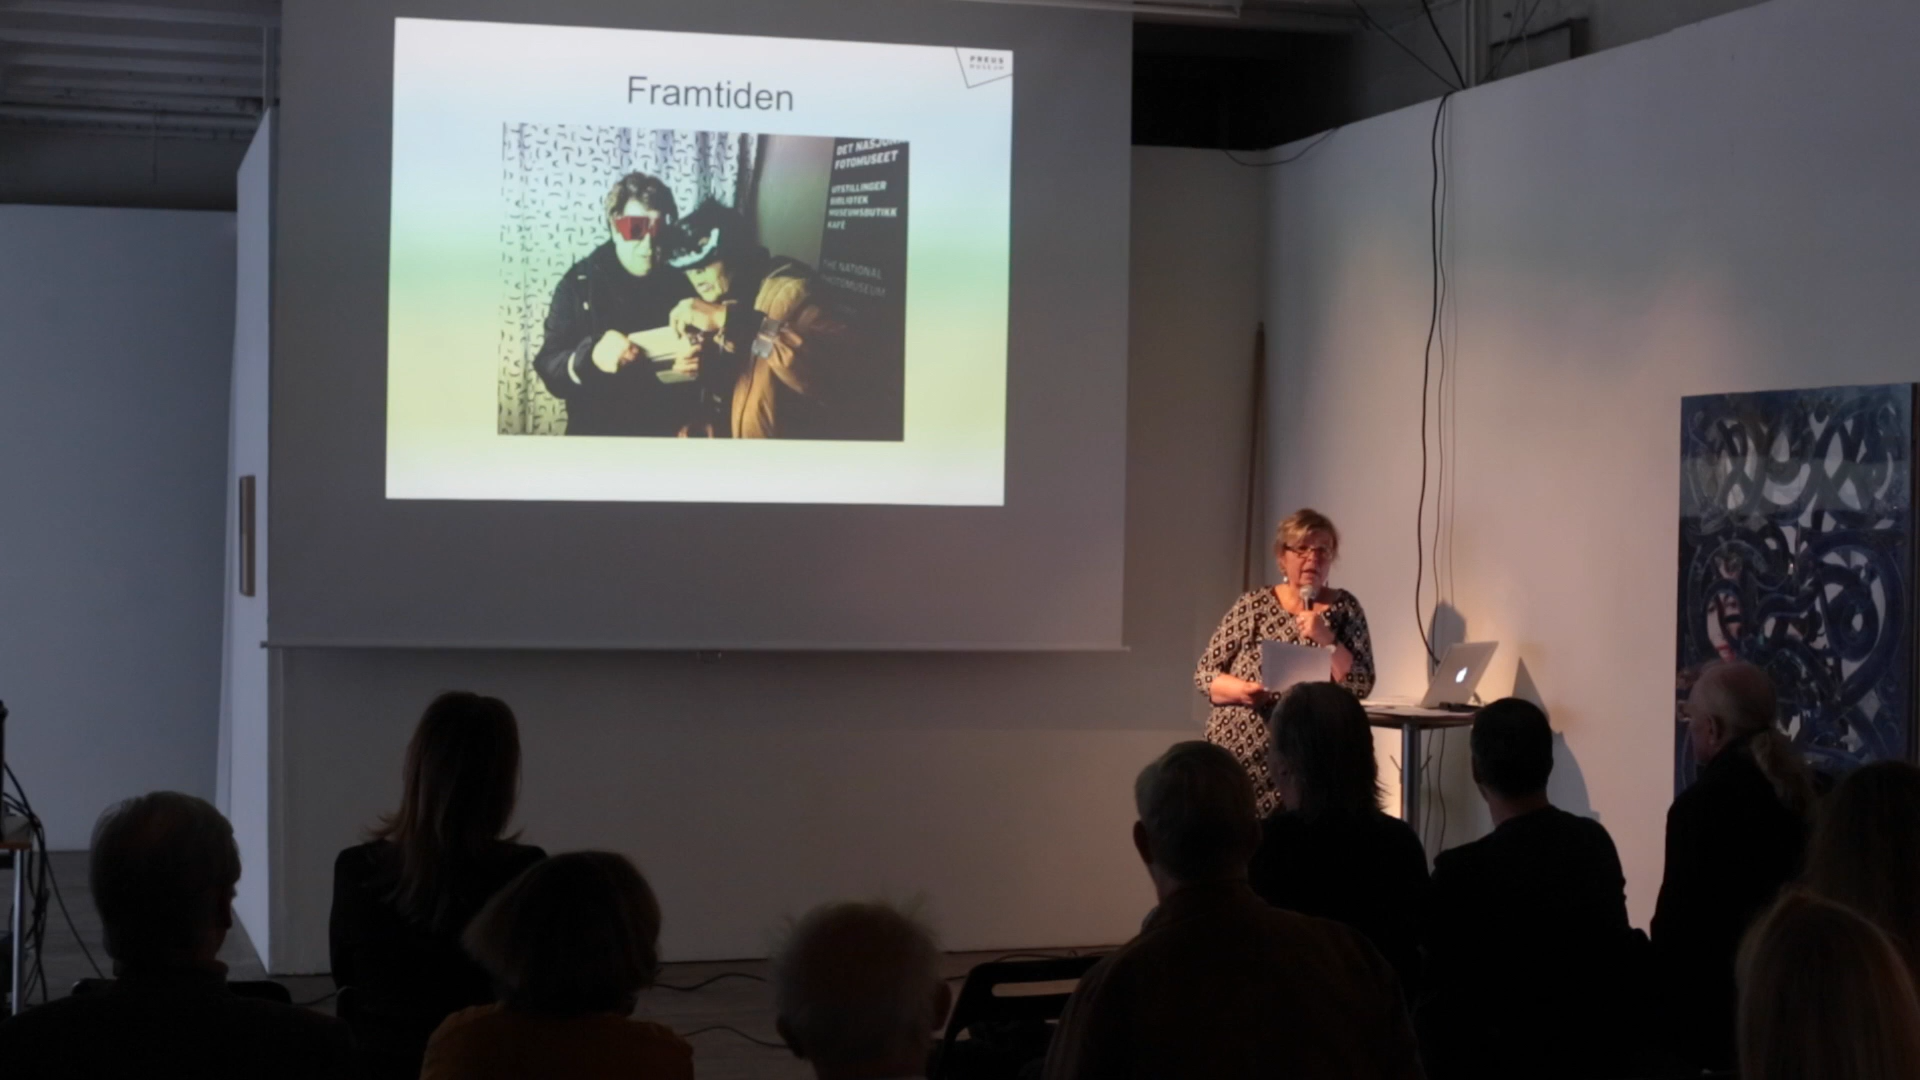 PREUS
MUSEUM
Framtiden
DET NASJON
FOTOMUSEET
UTSTILLINGER
BIBLIOTEK
MUSEUMSBUTIKK
KAFÉ
THE NATIONAL
PHOTOMUSEUM